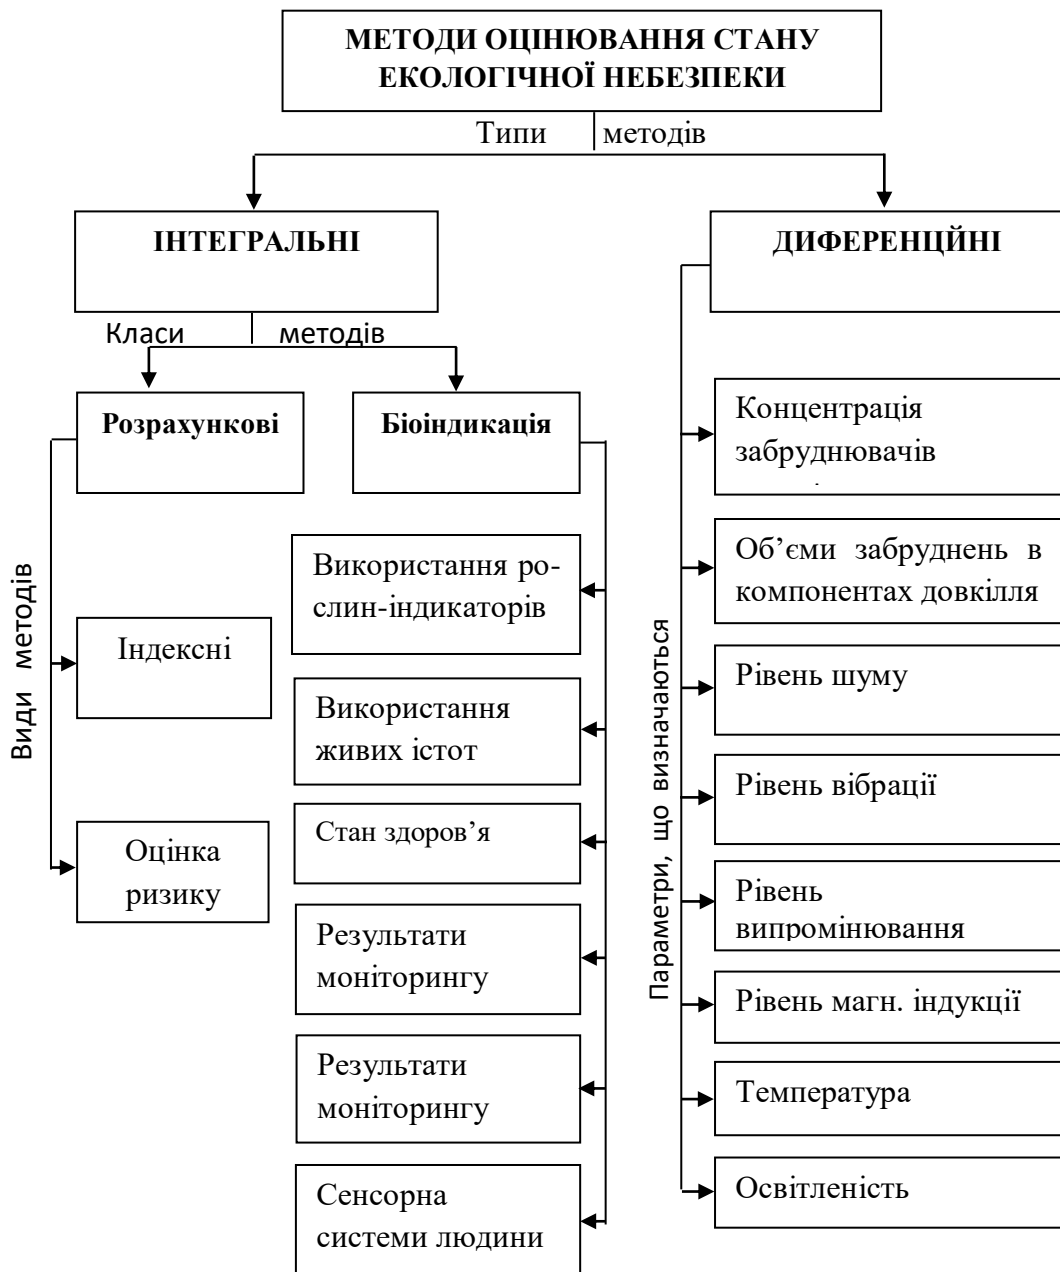 МЕТОДИ ОЦІНЮВАННЯ СТАНУ
ЕКОЛОГІЧНОЇ НЕБЕЗПЕКИ
Типи методів
ІНТЕГРАЛЬНІ
ДИФЕРЕНЦЙНІ
Класи методів
Розрахункові
Біоіндикація
Види методів
Індексні
Оцінка
ризику
Використання ро-
слин-індикаторів
Використання
живих істот
Стан здоров’я
Результати
моніторингу
Результати
моніторингу
Сенсорна
системи людини
Параметри, що визначаються
Концентрація
забруднювачів
Об’єми забруднень в
компонентах довкілля
Рівень шуму
Рівень вібрації
Рівень
випромінювання
Рівень магн. індукції
Температура
Освітленість